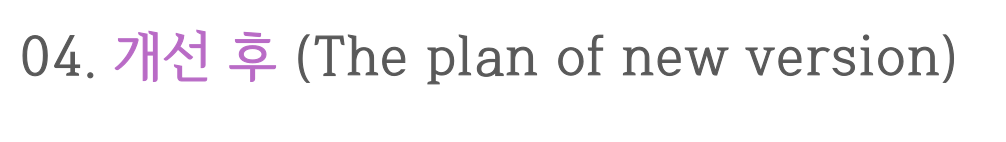 04. 개선 후 (The plan of new version)